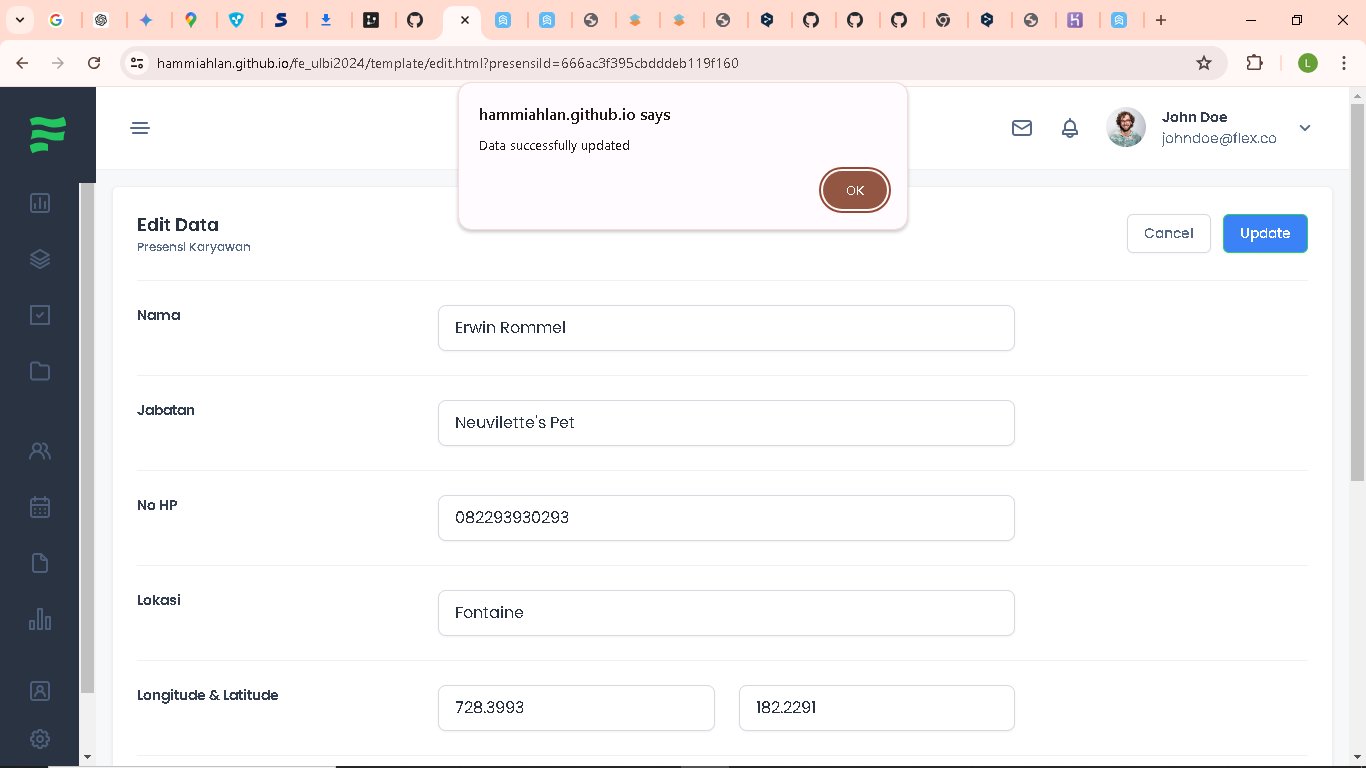 hammiahlan.github.io/fe_ulbi2024/template/edit.html?presensiId=666ac3f395cbdddeb119f160
L
hammiahlan.github.io says
Data successfully updated
OK
John Doe
johndoe@flex.co
Edit Data
Presensi Karyawan
Cancel
Update
Nama
Erwin Rommel
Jabatan
Neuvilette's Pet
No HP
082293930293
Lokasi
Fontaine
Longitude & Latitude
728.3993
182.2291